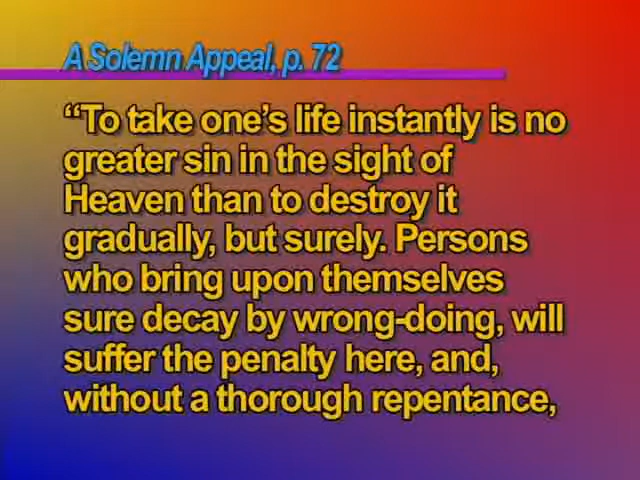 A Solemn Appeal, p. 72
“To take one’s life instantly is no
greater sin in the sight of
Heaven than to destroy it
gradually, but surely. Persons
who bring upon themselves
sure decay by wrong-doing, will
suffer the penalty here, and,
without a thorough repentance,